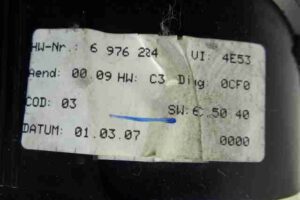 HW-Nr.: 6 976 224 VI: 4E53
Aend: 00.09 HW: C3 Diag: 0CF0
COD: 03 SW: 50 40
DATUM: 01.03.07 0000